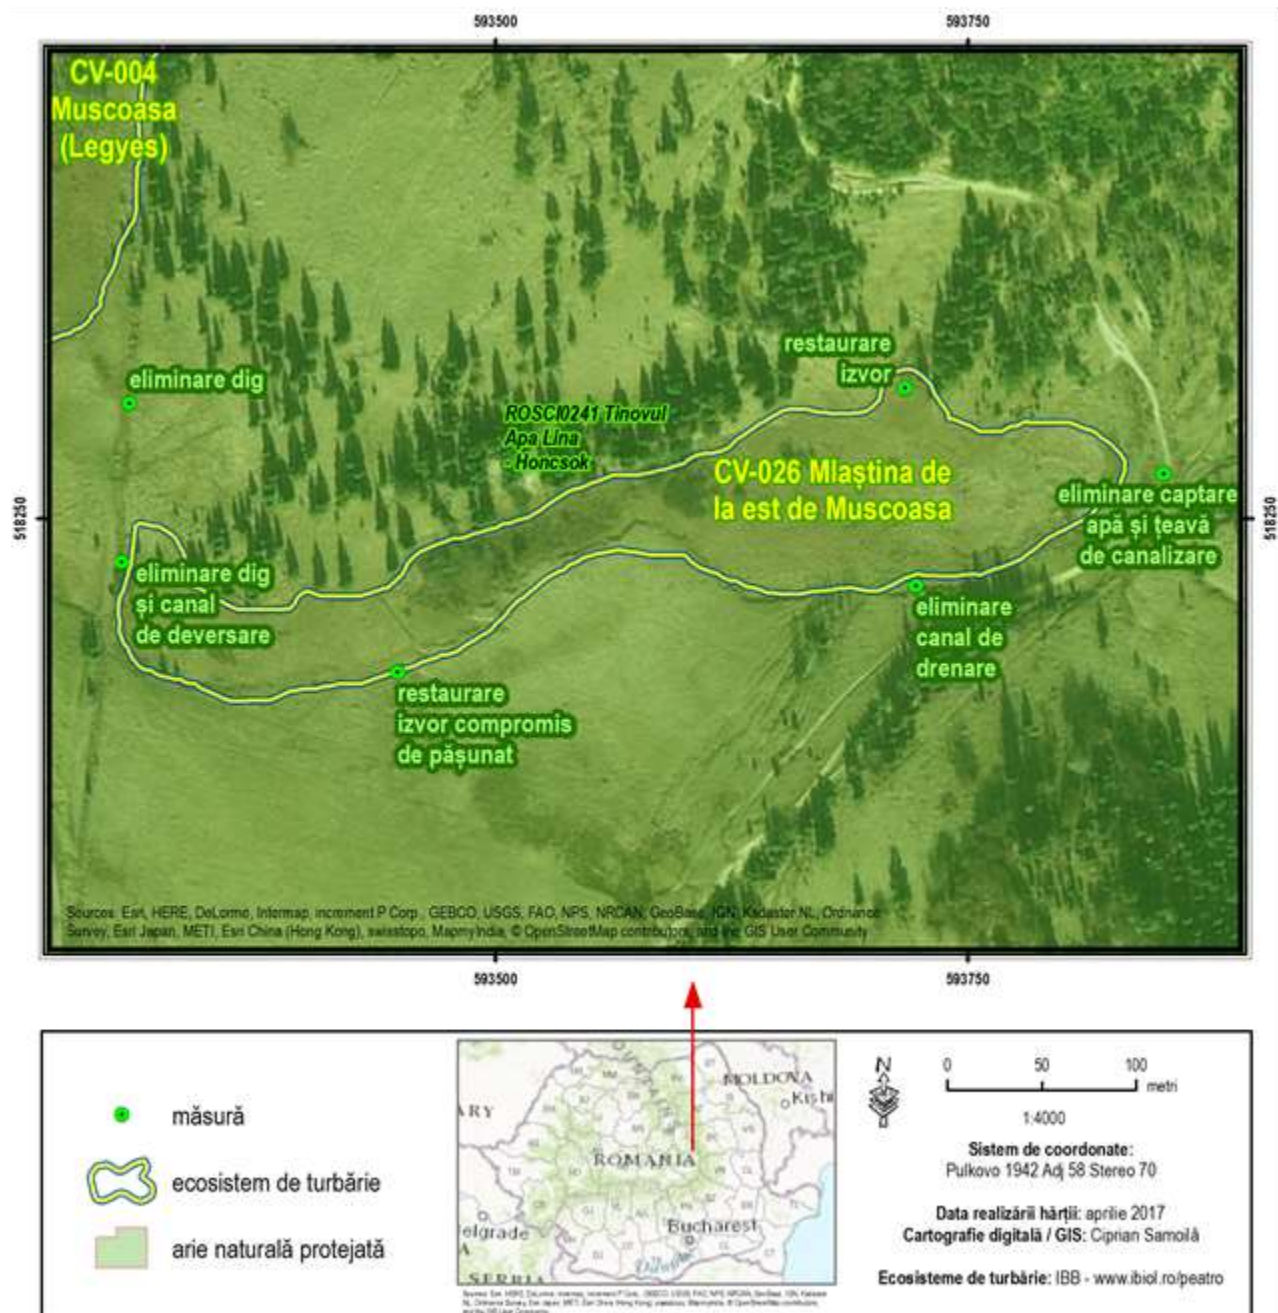 593500
593750
CV-004
Muscoasa
(Legyes)
restaurare
izvor
eliminare dig
ROSCI0241 Tinovul
Apa Lina
- Honcsok
CV-026 Mlaștina de
la est de Muscoasa
518250
518250
eliminare captare
apă și țeavă
de canalizare
eliminare dig
și canal
de deversare
eliminare
canal de
drenare
restaurare
izvor compromis
de pășunat
Sources: Esri, HERE, DeLorme, Intermap, increment P Corp., GEBCO, USGS, FAO, NPS, NRCAN, GeoBase, IGN, Kadaster NL, Ordnance
Survey, Esri Japan, METI, Esri China (Hong Kong), swisstopo, MapmyIndia, © OpenStreetMap contributors, and the GIS User Community
593500
593750
măsură
ecosistem de turbărie
arie naturală protejată
MOLDOVA
ARY
ROMANIA
Bucharest
elgrade
SERBIA
N
0 50 100
metri
1:4000
Sistem de coordonate:
Pulkovo 1942 Adj 58 Stereo 70
Data realizării hărții: aprilie 2017
Cartografie digitală / GIS: Ciprian Samoilă
Ecosisteme de turbărie: IBB - www.ibiol.ro/peatro